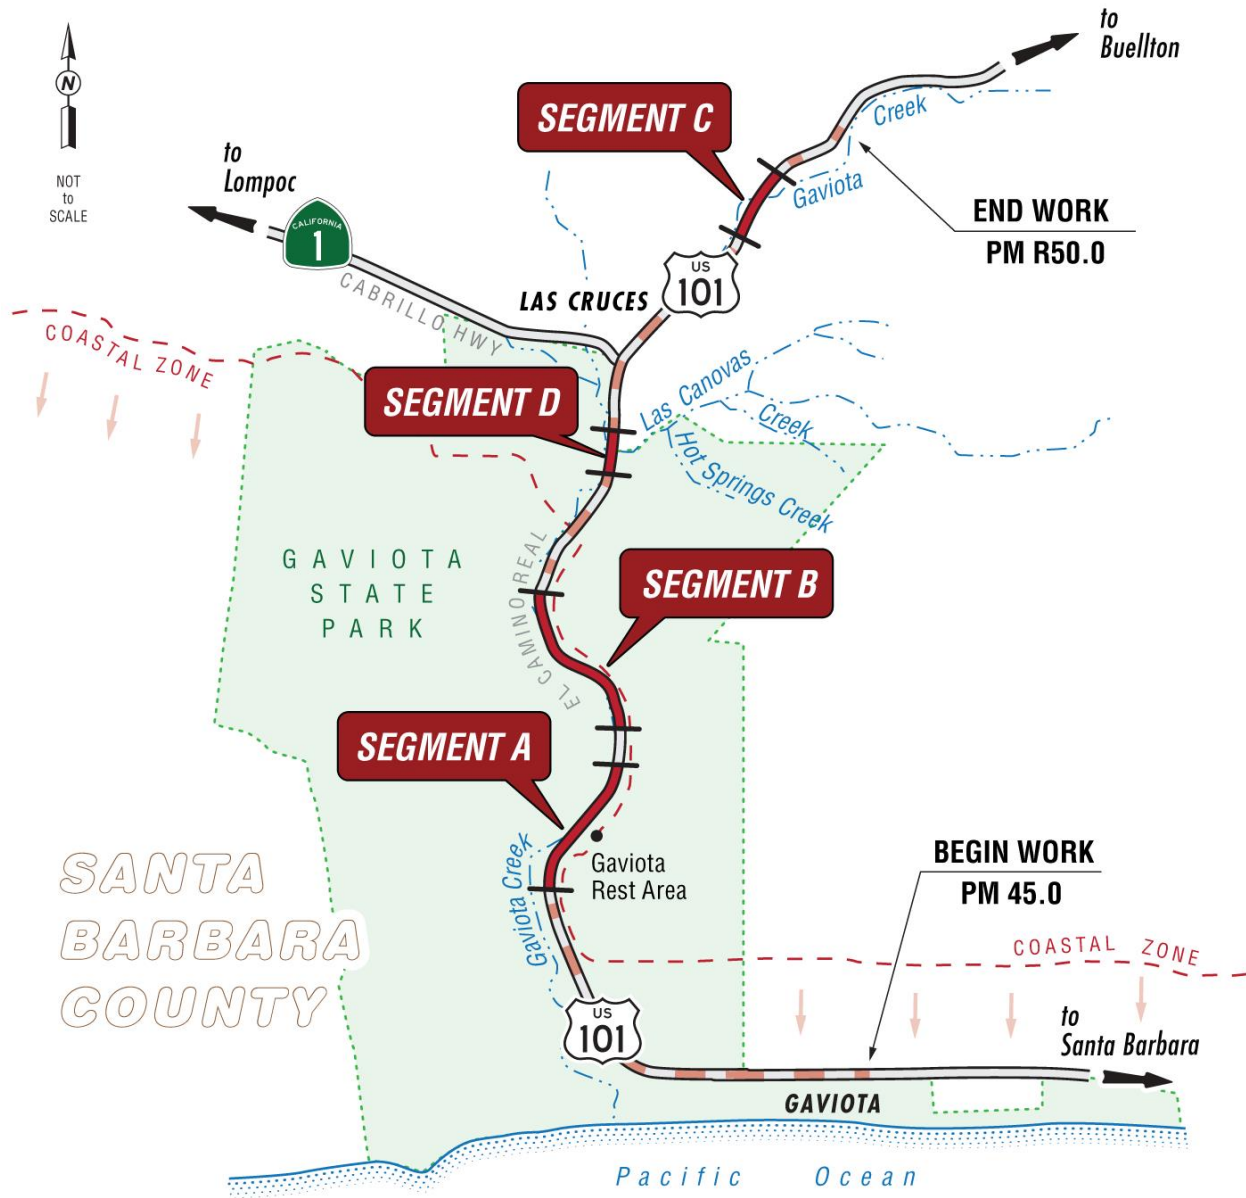 to
Buellton
N
NOT
to
SCALE
SEGMENT C
Creek
to
Lompoc
Gaviota
CALIFORNIA
1
END WORK
PM R50.0
US
101
CABRILLO HWY
LAS CRUCES
COASTAL ZONE
SEGMENT D
Las Canovas
Creek
Hot Springs Creek
GAVIOTA
STATE
PARK
EL CAMINO REAL
SEGMENT B
SEGMENT A
Gaviota Creek
Gaviota
Rest Area
SANTA
BARBARA
COUNTY
BEGIN WORK
PM 45.0
COASTAL ZONE
US
101
to
Santa Barbara
GAVIOTA
Pacific Ocean